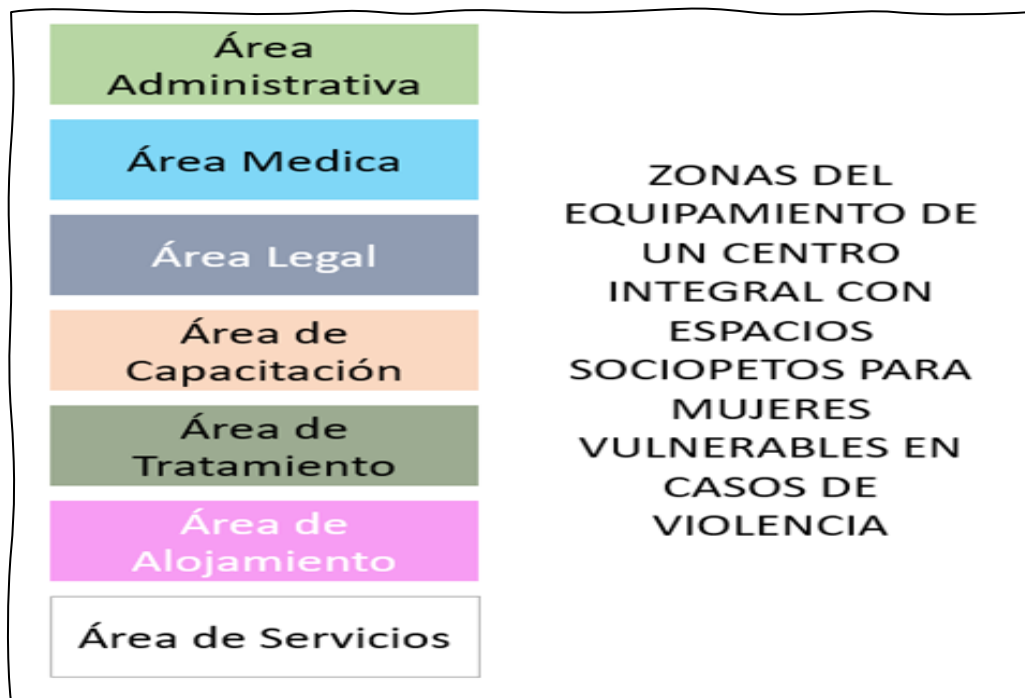 Área
Administrativa
Área Medica
Área Legal
Área de
Capacitación
Área de
Tratamiento
Área de
Alojamiento
Área de Servicios
ZONAS DEL
EQUIPAMIENTO DE
UN CENTRO
INTEGRAL CON
ESPACIOS
SOCIOPETOS PARA
MUJERES
VULNERABLES EN
CASOS DE
VIOLENCIA